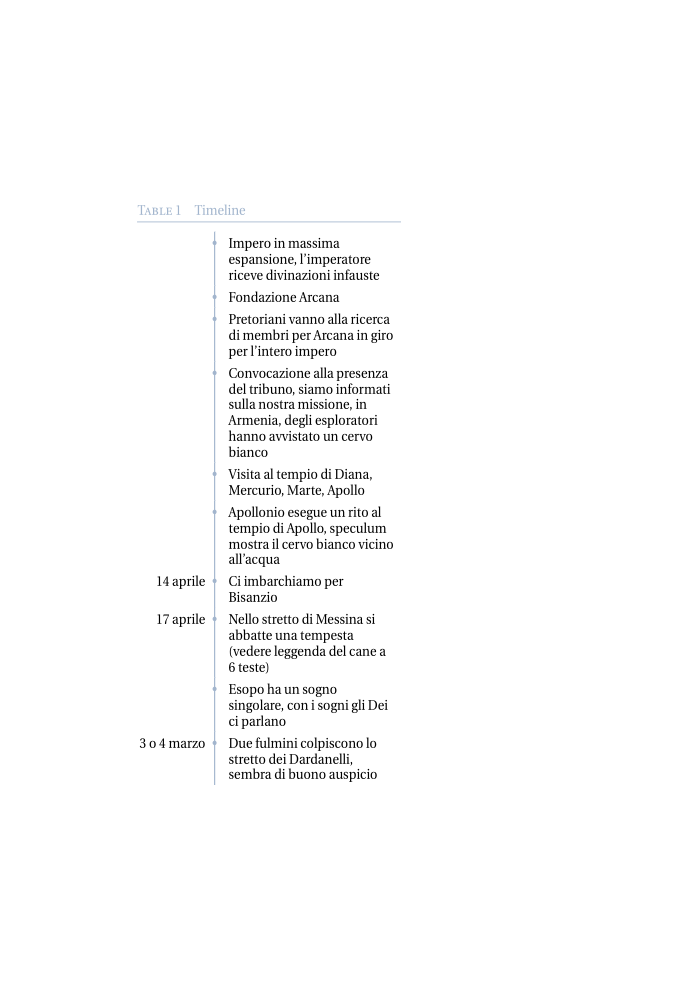 TABLE 1 Timeline
Impero in massima
espansione, l'imperatore
riceve divinazioni infauste
Fondazione Arcana
Pretoriani vanno alla ricerca
di membri per Arcana in giro
per l'intero impero
Convocazione alla presenza
del tribuno, siamo informati
sulla nostra missione, in
Armenia, degli esploratori
hanno avvistato un cervo
bianco
Visita al tempio di Diana,
Mercurio, Marte, Apollo
Apollonio esegue un rito al
tempio di Apollo, speculum
mostra il cervo bianco vicino
all'acqua
14 aprile Ci imbarchiamo per
Bisanzio
17 aprile Nello stretto di Messina si
abbatte una tempesta
(vedere leggenda del cane a
6 teste)
Esopo ha un sogno
singolare, con i sogni gli Dei
ci parlano
3 o 4 marzo Due fulmini colpiscono lo
stretto dei Dardanelli,
sembra di buono auspicio